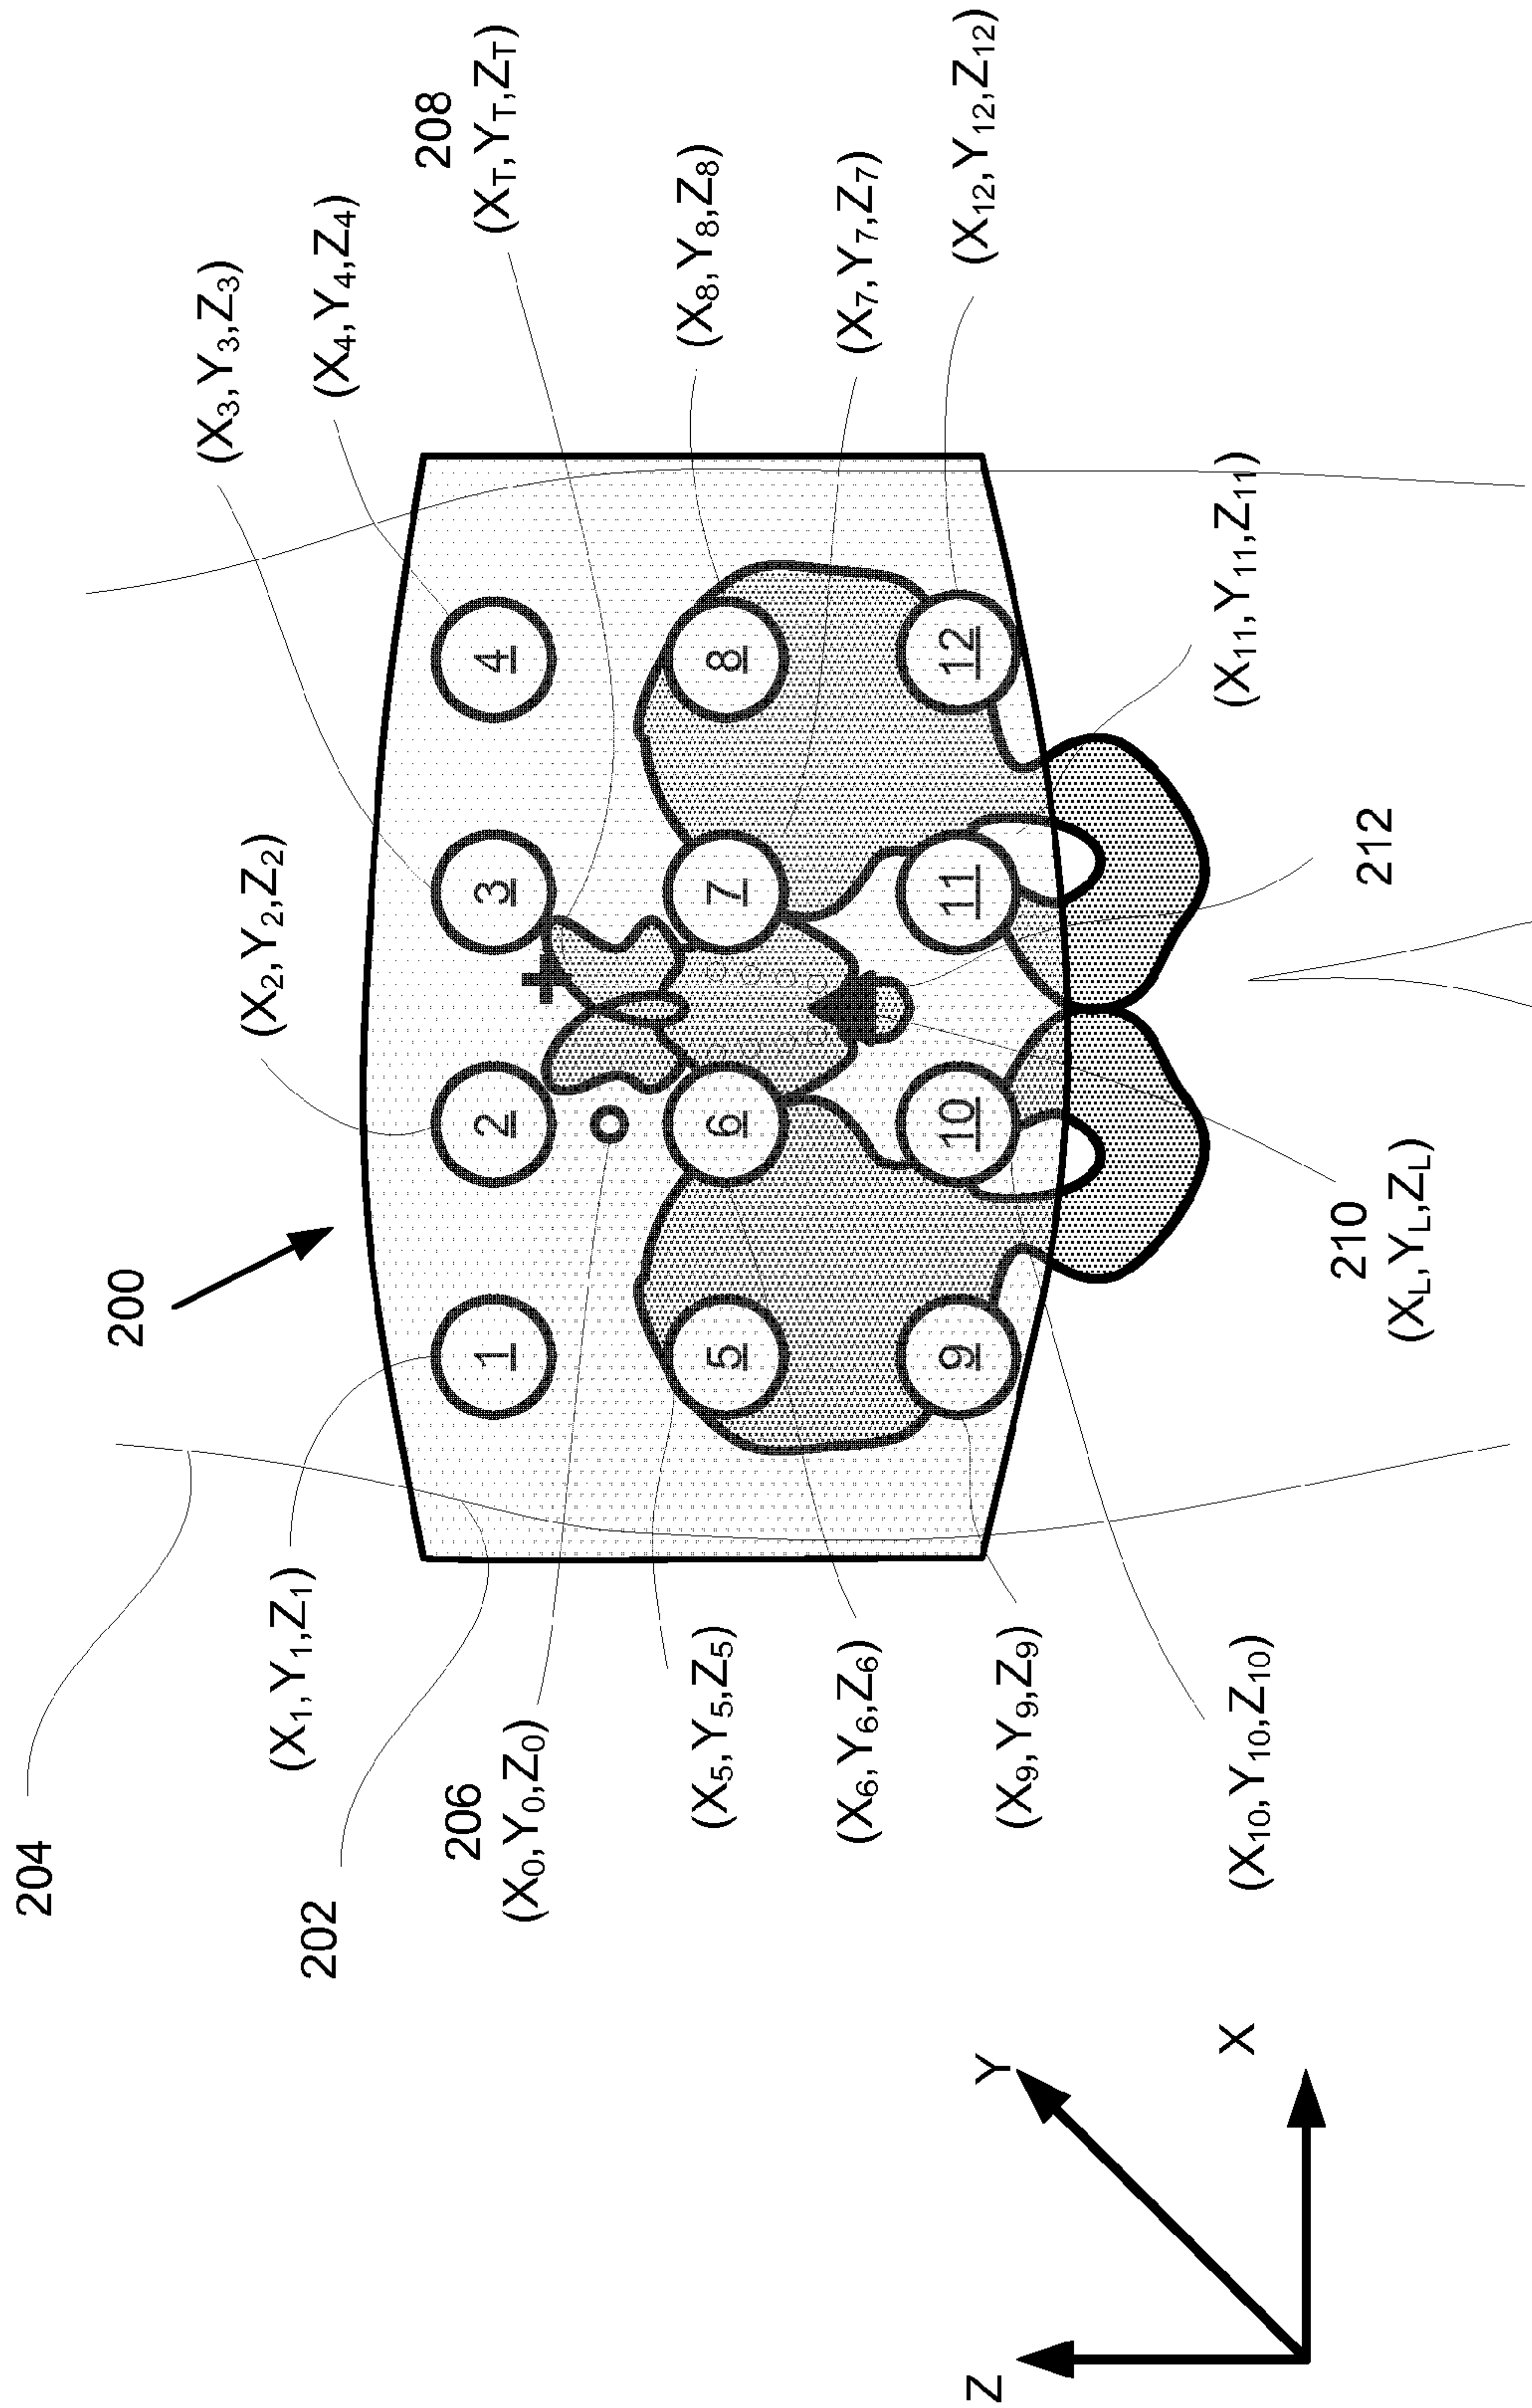 204
200
(X1,Y1,Z1)
(X2,Y2,Z2)
(X3,Y3,Z3)
202
(X4,Y4,Z4)
206
208
(X0,Y0,Z0)
(XT,YT,ZT)
1
2
3
4
(X5,Y5,Z5)
(X8,Y8,Z8)
5
6
7
8
(X6,Y6,Z6)
(X7,Y7,Z7)
9
10
11
12
(X9,Y9,Z9)
(X12,Y12,Z12)
(X10,Y10,Z10)
(X11,Y11,Z11)
210
212
(XL,YL,ZL)
Z
Y
X